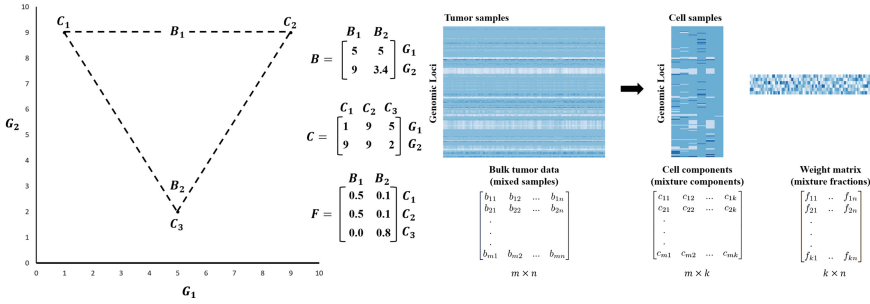 10
9
8
7
6
5
4
3
2
1
0
G2
C1
B1
C2
B2
C3
0 1 2 3 4 5 6 7 8 9 10
G1
B1 B2
B = [ 5 5 ] G1
[ 9 3.4 ] G2
C1 C2 C3
C = [ 1 9 5 ] G1
[ 9 9 2 ] G2
B1 B2
F = [ 0.5 0.1 ] C1
[ 0.5 0.1 ] C2
[ 0.0 0.8 ] C3
Tumor samples
Genomic Loci
Bulk tumor data
(mixed samples)
b11 b12 ... b1n
b21 b22 ... b2n
.
.
.
bm1 bm2 ... bmn
m × n
Cell samples
Genomic Loci
Cell components
(mixture components)
c11 c12 ... c1k
c21 c22 ... c2k
.
.
.
cm1 cm2 ... cmk
m × k
Weight matrix
(mixture fractions)
f11 .. f1n
f21 .. f2n
.
.
.
fk1 .. fkn
k × n